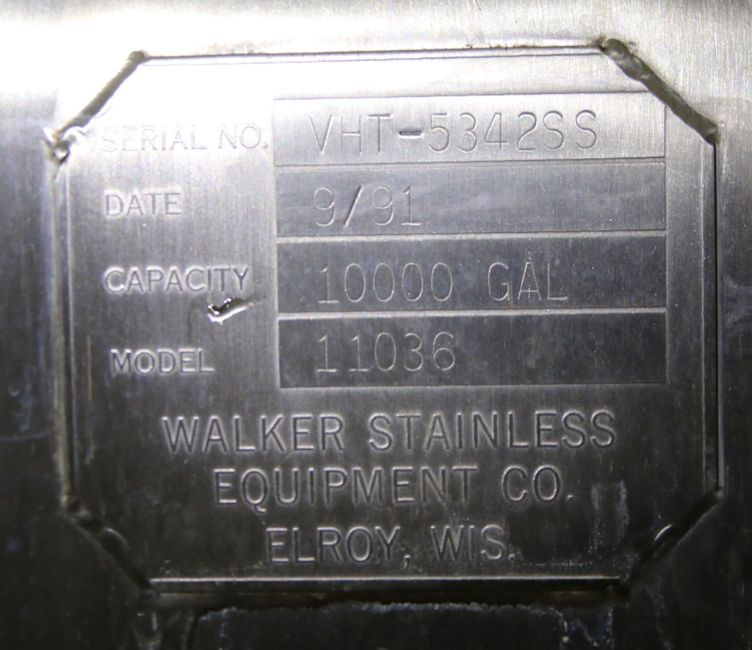 SERIAL NO. VHT-5342SS
DATE 9/91
CAPACITY 10000 GAL
MODEL 11036
WALKER STAINLESS
EQUIPMENT CO.
ELROY, WIS.